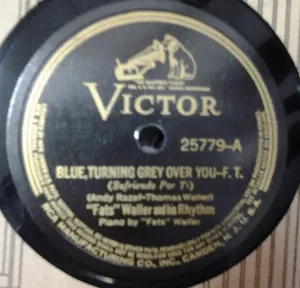 VICTOR
25779-A
BLUE, TURNING GREY OVER YOU—F. T.
(Sufriendo Por Ti)
(Andy Razaf-Thomas Waller)
"Fats" Waller and his Rhythm
Piano by "Fats" Waller
RCA MANUFACTURING CO., INC., CAMDEN, N. J., U. S. A.